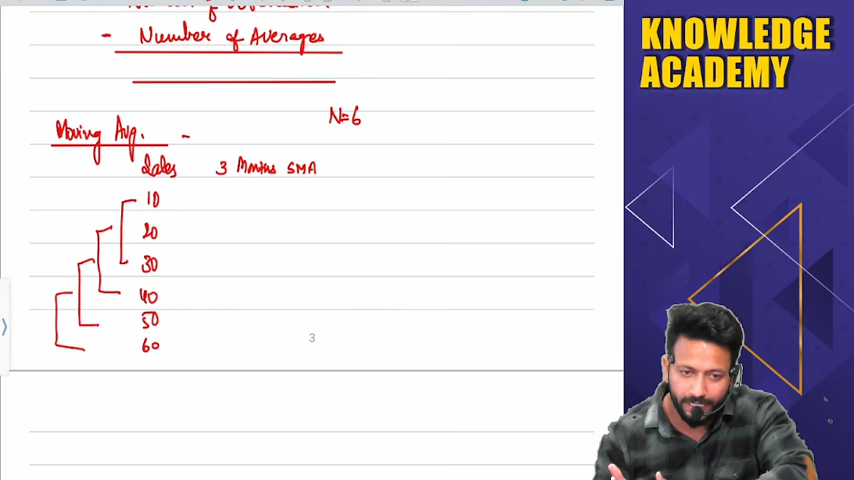 - Number of Averages
N=6
Moving Avg. -
Sales 3 Months SMA
10
20
30
40
50
60
3
KNOWLEDGE
ACADEMY